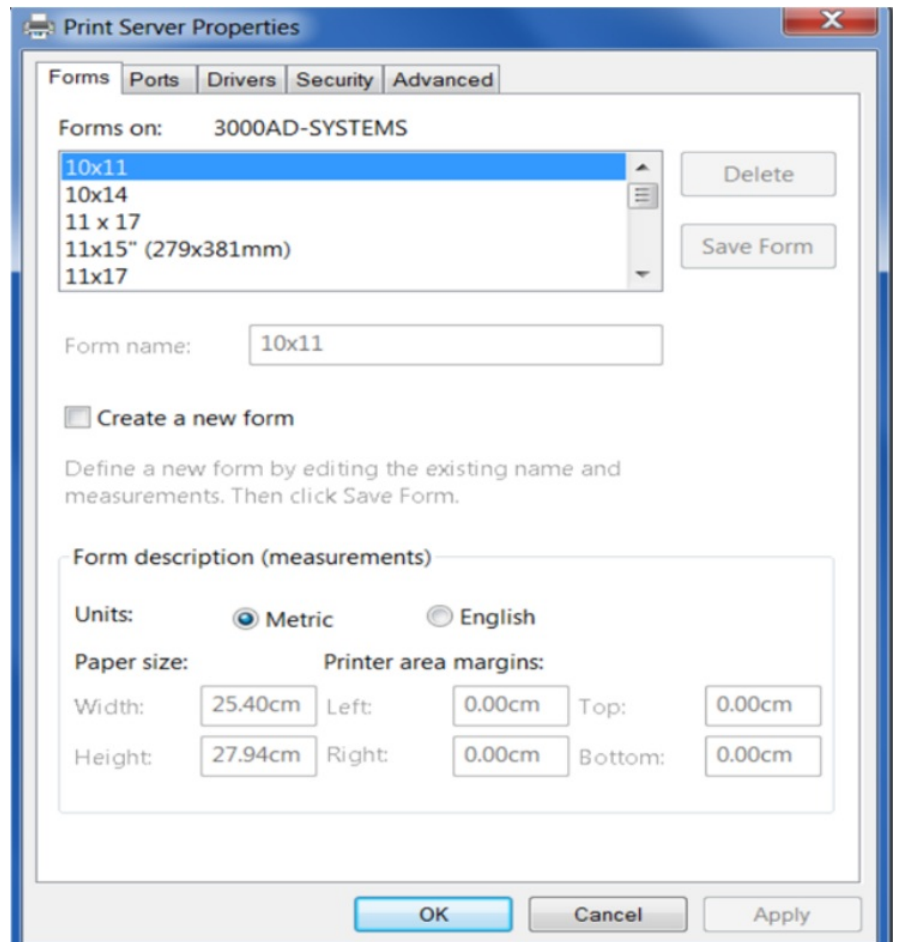 Print Server Properties
Forms Ports Drivers Security Advanced
Forms on: 3000AD-SYSTEMS
10x11
10x14
11 x 17
11x15" (279x381mm)
11x17
Delete
Save Form
Form name: 10x11
Create a new form
Define a new form by editing the existing name and
measurements. Then click Save Form.
Form description (measurements)
Units: Metric English
Paper size: Printer area margins:
Width: 25.40cm Left: 0.00cm Top: 0.00cm
Height: 27.94cm Right: 0.00cm Bottom: 0.00cm
OK Cancel Apply